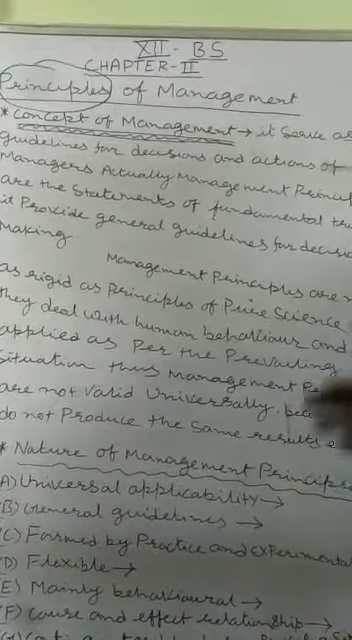 XII - BS
CHAPTER-II
Principles of Management
* Concept of Management → it Serve as
guidelines for decisions and actions of
Managers Actually Management
are the Statements of fundamental
it Provide general guidelines for
Making
Management Principles are
as rigid as Principles of Pure Science
they deal with human behaviour and
applied as Per the Prevailing
Situation thus Management
are not Valid Universally.
do not Produce the Same results
* Nature of Management Principles
A) Universal applicability →
(B) General guidelines →
(C) Formed by Practice and Experimental
(D) Flexible →
(E) Mainly behavioural →
(F) Cause and effect relationship →